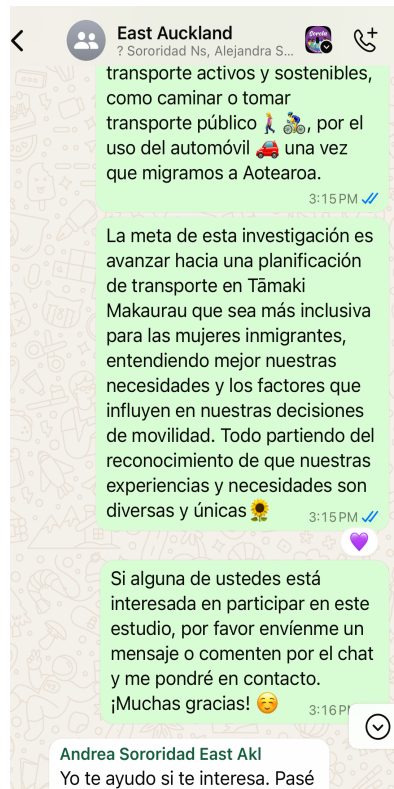 East Auckland
? Sororidad Ns, Alejandra S...
transporte activos y sostenibles,
como caminar o tomar
transporte público 🚶‍♀️🚴, por el
uso del automóvil 🚗 una vez
que migramos a Aotearoa.
3:15 PM
La meta de esta investigación es
avanzar hacia una planificación
de transporte en Tāmaki
Makaurau que sea más inclusiva
para las mujeres inmigrantes,
entendiendo mejor nuestras
necesidades y los factores que
influyen en nuestras decisiones
de movilidad. Todo partiendo del
reconocimiento de que nuestras
experiencias y necesidades son
diversas y únicas 🌻
3:15 PM
💜
Si alguna de ustedes está
interesada en participar en este
estudio, por favor envíenme un
mensaje o comenten por el chat
y me pondré en contacto.
¡Muchas gracias! ☺️
3:16
Andrea Sororidad East Akl
Yo te ayudo si te interesa. Pasé